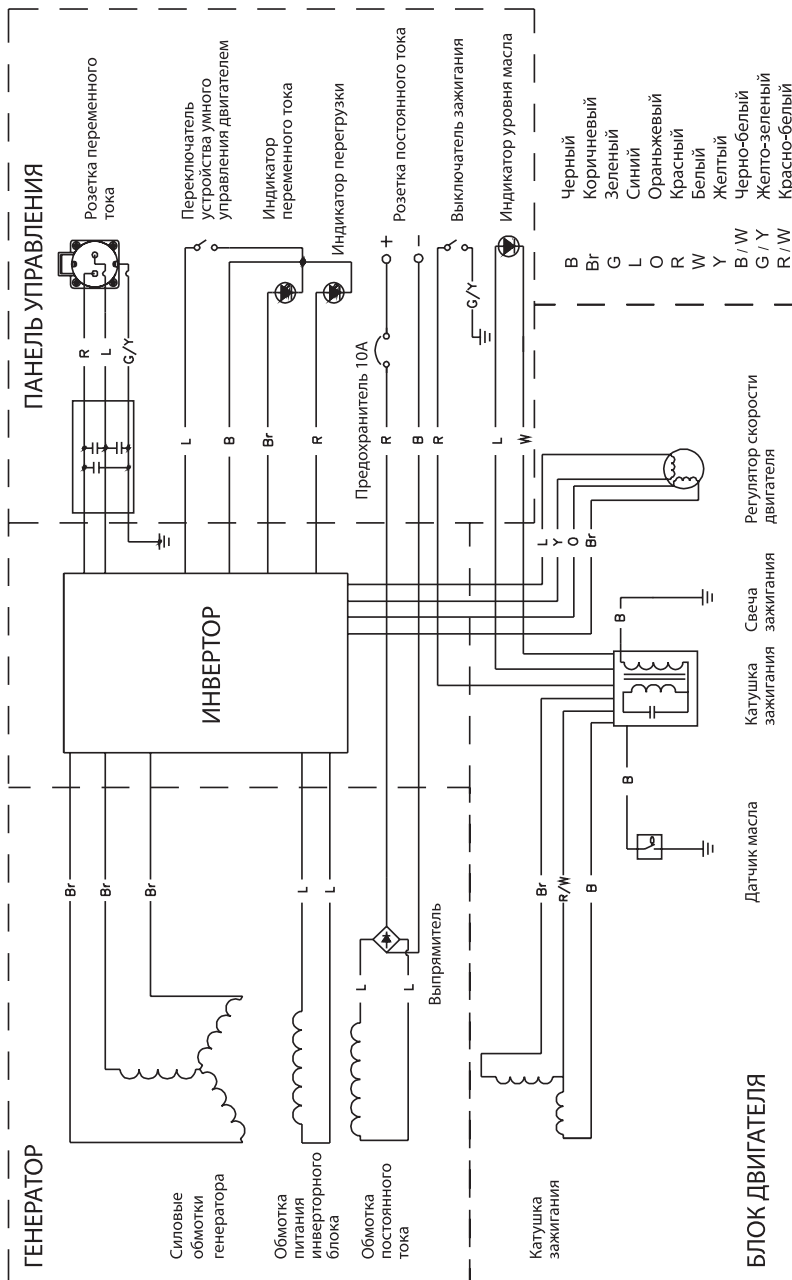 ГЕНЕРАТОР
Силовые
обмотки
генератора
Обмотка
питания
инверторного
блока
Обмотка
постоянного
тока
Br
Br
Br
L
L
L
L
Выпрямитель
ИНВЕРТОР
ПАНЕЛЬ УПРАВЛЕНИЯ
R
L
G/Y
L
B
Br
R
Предохранитель 10А
R
B
R
G/Y
L
W
+
−
Розетка переменного
тока
Переключатель
устройства умного
управления двигателем
Индикатор
переменного тока
Индикатор перегрузки
Розетка постоянного тока
Выключатель зажигания
Индикатор уровня масла
БЛОК ДВИГАТЕЛЯ
Катушка
зажигания
Br
R/W
B
B
B
L
Y
O
Br
Датчик масла
Катушка
зажигания
Свеча
зажигания
Регулятор скорости
двигателя
B Черный
Br Коричневый
G Зеленый
L Синий
O Ораньжевый
R Красный
W Белый
Y Желтый
B / W Черно-белый
G / Y Желто-зеленый
R / W Красно-белый